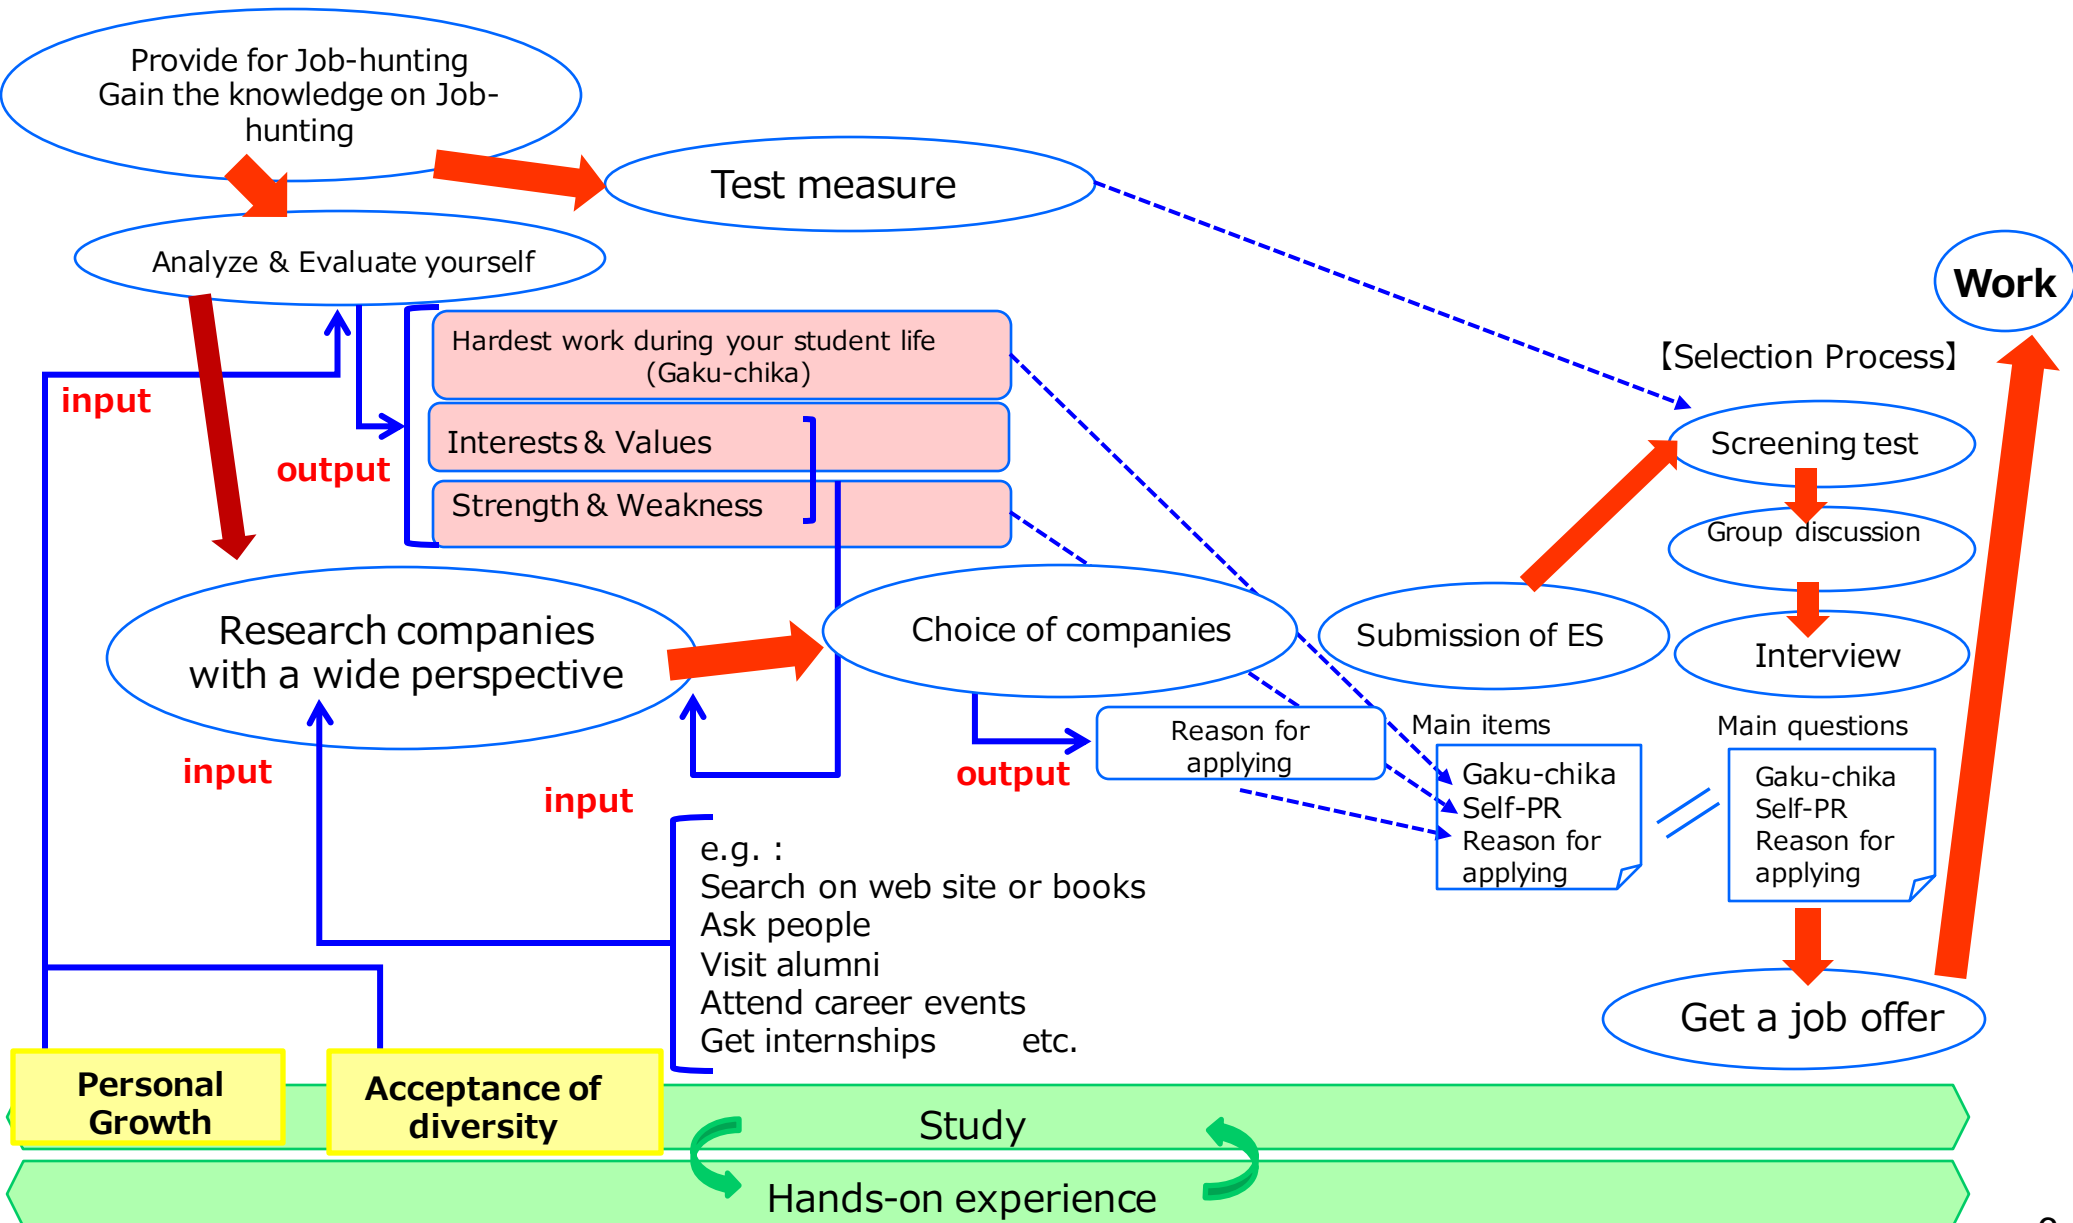 Provide for Job-hunting
Gain the knowledge on Job-
hunting
Test measure
Analyze & Evaluate yourself
Work
Hardest work during your student life
(Gaku-chika)
【Selection Process】
input
Interests & Values
Screening test
output
Strength & Weakness
Group discussion
Research companies
with a wide perspective
Choice of companies
Submission of ES
Interview
Reason for
applying
Main items
Main questions
input
input
output
Gaku-chika
Self-PR
Reason for
applying
Gaku-chika
Self-PR
Reason for
applying
e.g. :
Search on web site or books
Ask people
Visit alumni
Attend career events
Get internships etc.
Get a job offer
Personal
Growth
Acceptance of
diversity
Study
Hands-on experience